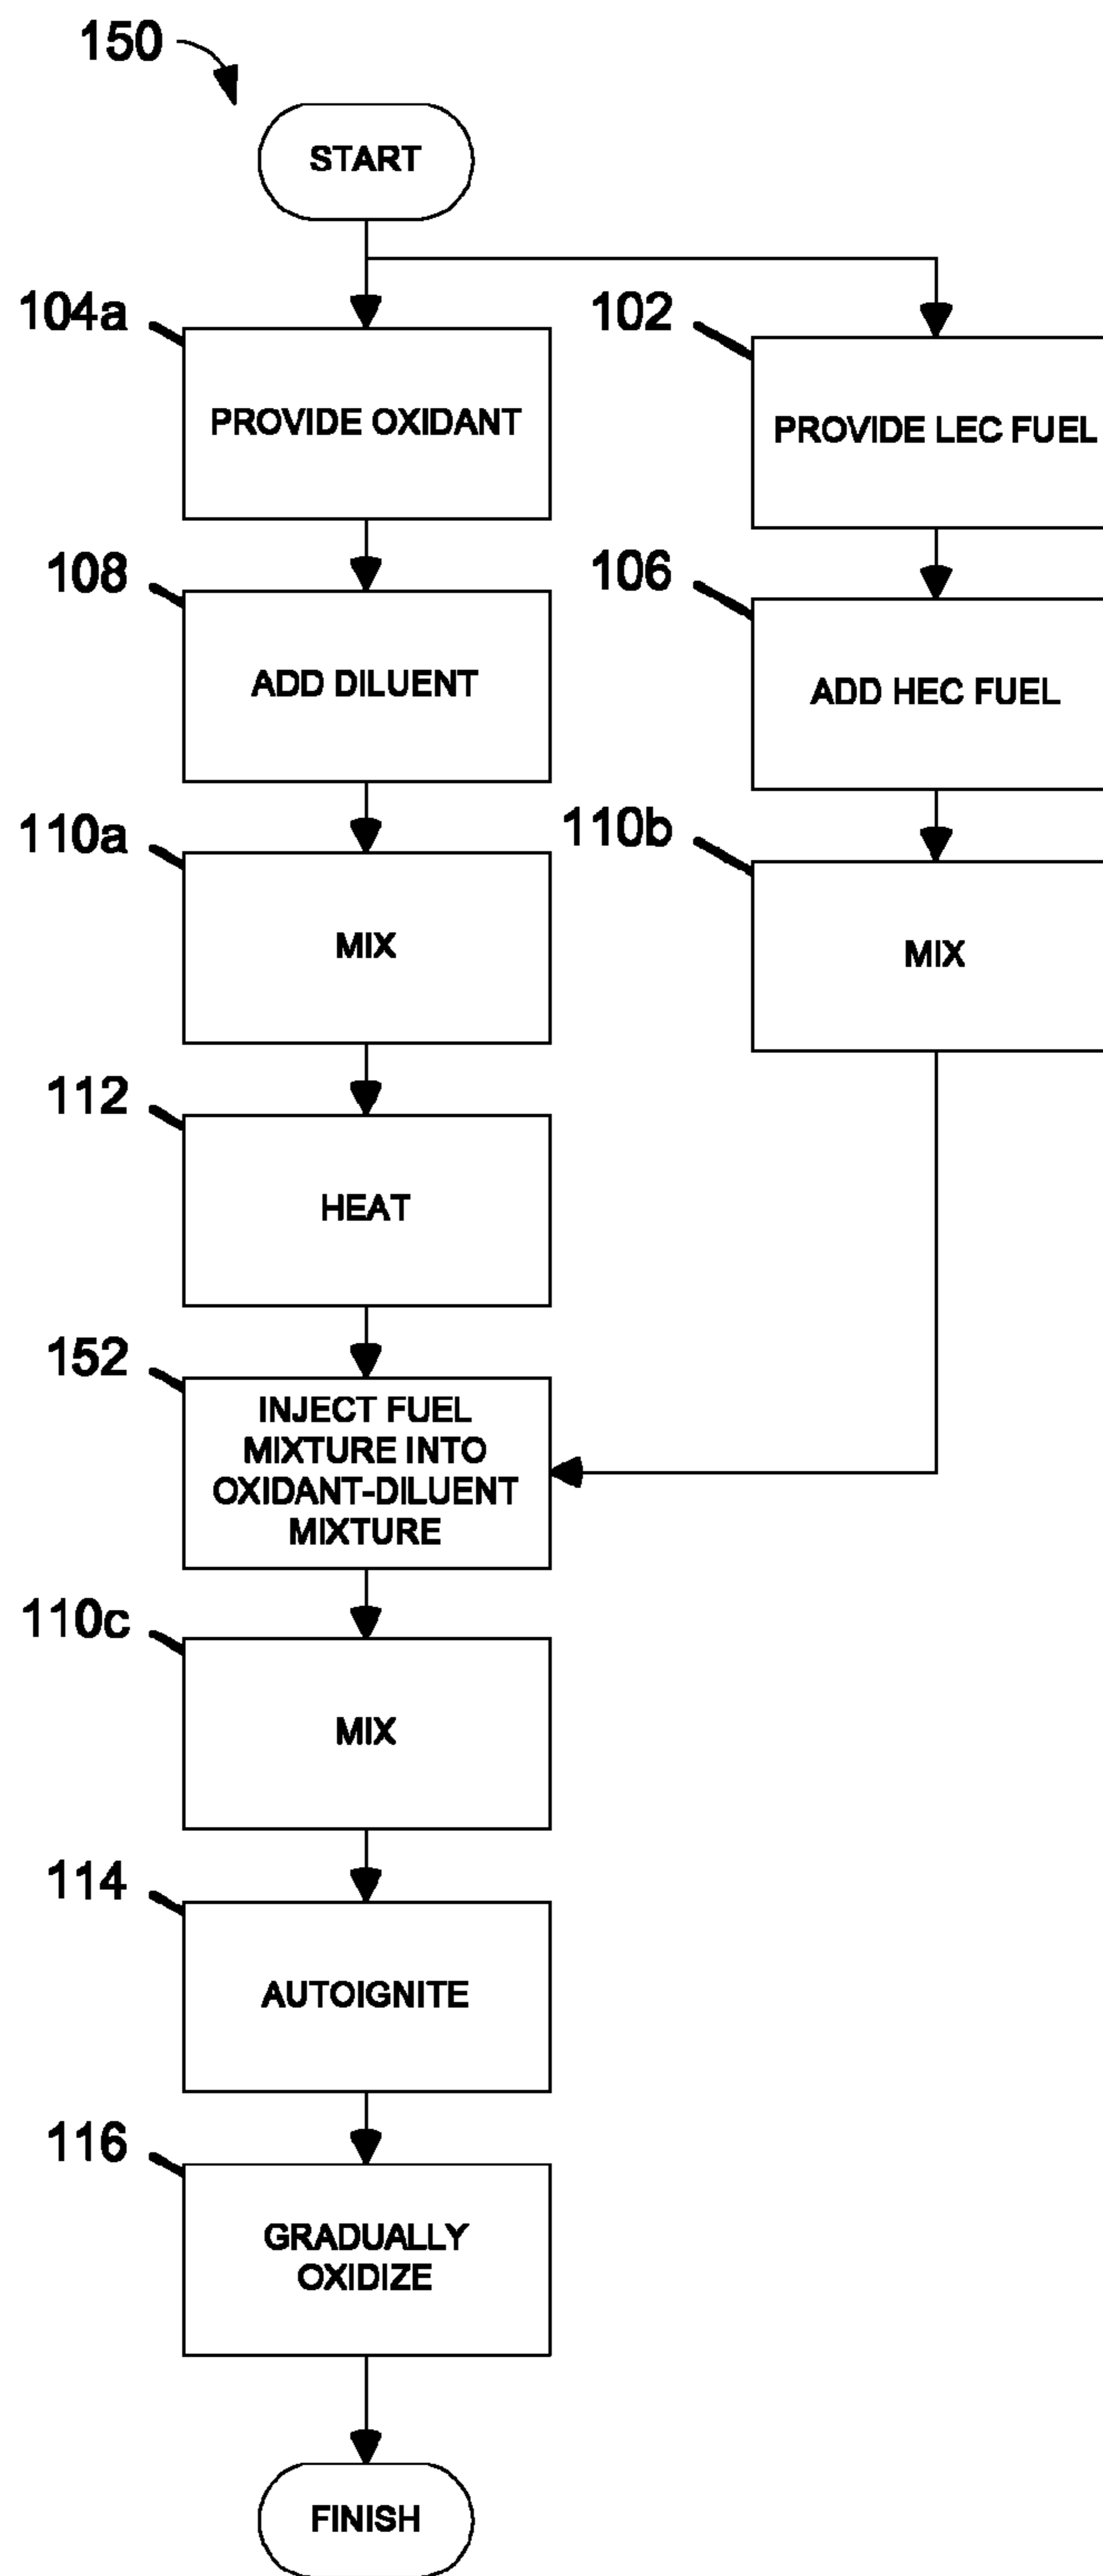 150
START
104a
PROVIDE OXIDANT
102
PROVIDE LEC FUEL
108
ADD DILUENT
106
ADD HEC FUEL
110a
MIX
110b
MIX
112
HEAT
152
INJECT FUEL
MIXTURE INTO
OXIDANT-DILUENT
MIXTURE
110c
MIX
114
AUTOIGNITE
116
GRADUALLY
OXIDIZE
FINISH